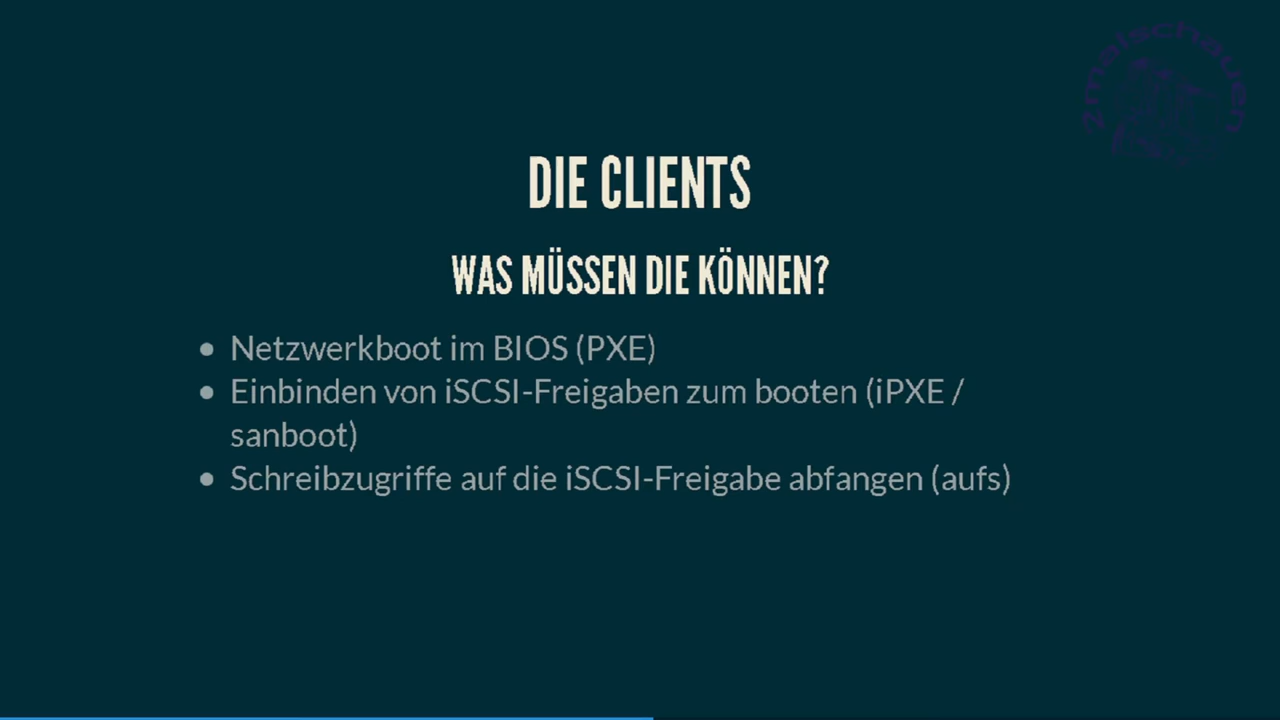 2malschauen
DIE CLIENTS
WAS MÜSSEN DIE KÖNNEN?
Netzwerkboot im BIOS (PXE)
Einbinden von iSCSI-Freigaben zum booten (iPXE /
sanboot)
Schreibzugriffe auf die iSCSI-Freigabe abfangen (aufs)